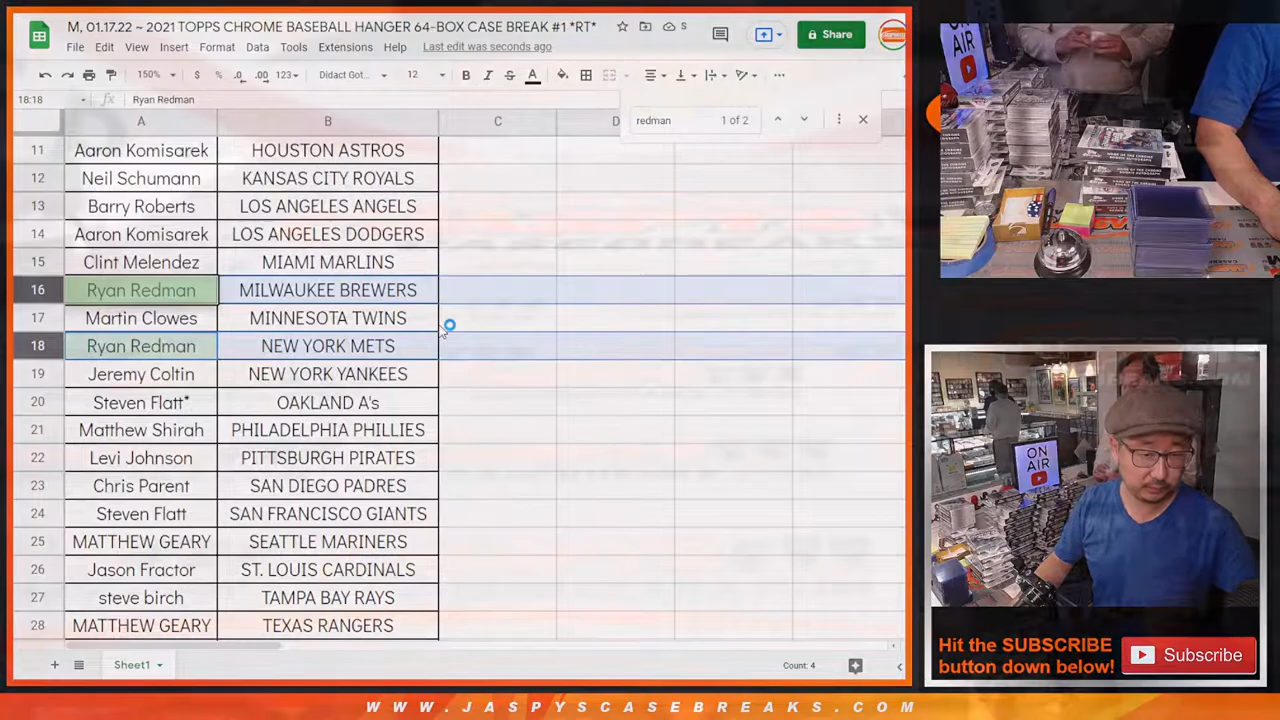 M, 01.17.22 ~ 2021 TOPPS CHROME BASEBALL HANGER 64-BOX CASE BREAK #1 *RT*
S
Share
File Edit View Insert Format Data Tools Extensions Help Last edit was seconds ago
150% $ % .0 .00 123 Didact Got... 12 B I S A
18:18 fx Ryan Redman
redman 1 of 2
A B C D
11 Aaron Komisarek HOUSTON ASTROS
12 Neil Schumann KANSAS CITY ROYALS
13 Barry Roberts LOS ANGELES ANGELS
14 Aaron Komisarek LOS ANGELES DODGERS
15 Clint Melendez MIAMI MARLINS
16 Ryan Redman MILWAUKEE BREWERS
17 Martin Clowes MINNESOTA TWINS
18 Ryan Redman NEW YORK METS
19 Jeremy Coltin NEW YORK YANKEES
20 Steven Flatt* OAKLAND A's
21 Matthew Shirah PHILADELPHIA PHILLIES
22 Levi Johnson PITTSBURGH PIRATES
23 Chris Parent SAN DIEGO PADRES
24 Steven Flatt SAN FRANCISCO GIANTS
25 MATTHEW GEARY SEATTLE MARINERS
26 Jason Fractor ST. LOUIS CARDINALS
27 steve birch TAMPA BAY RAYS
28 MATTHEW GEARY TEXAS RANGERS
Sheet1
Count: 4
AIR
ON
AIR
Hit the SUBSCRIBE
button down below!
Subscribe
WWW.JASPYSCASEBREAKS.COM